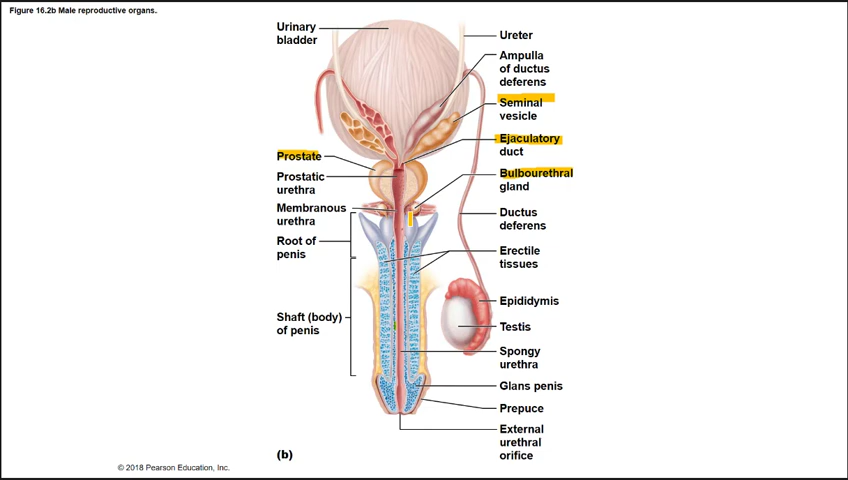 Figure 16.2b Male reproductive organs.
Urinary
bladder
Prostate
Prostatic
urethra
Membranous
urethra
Root of
penis
Shaft (body)
of penis
Ureter
Ampulla
of ductus
deferens
Seminal
vesicle
Ejaculatory
duct
Bulbourethral
gland
Ductus
deferens
Erectile
tissues
Epididymis
Testis
Spongy
urethra
Glans penis
Prepuce
External
urethral
orifice
(b)
© 2018 Pearson Education, Inc.